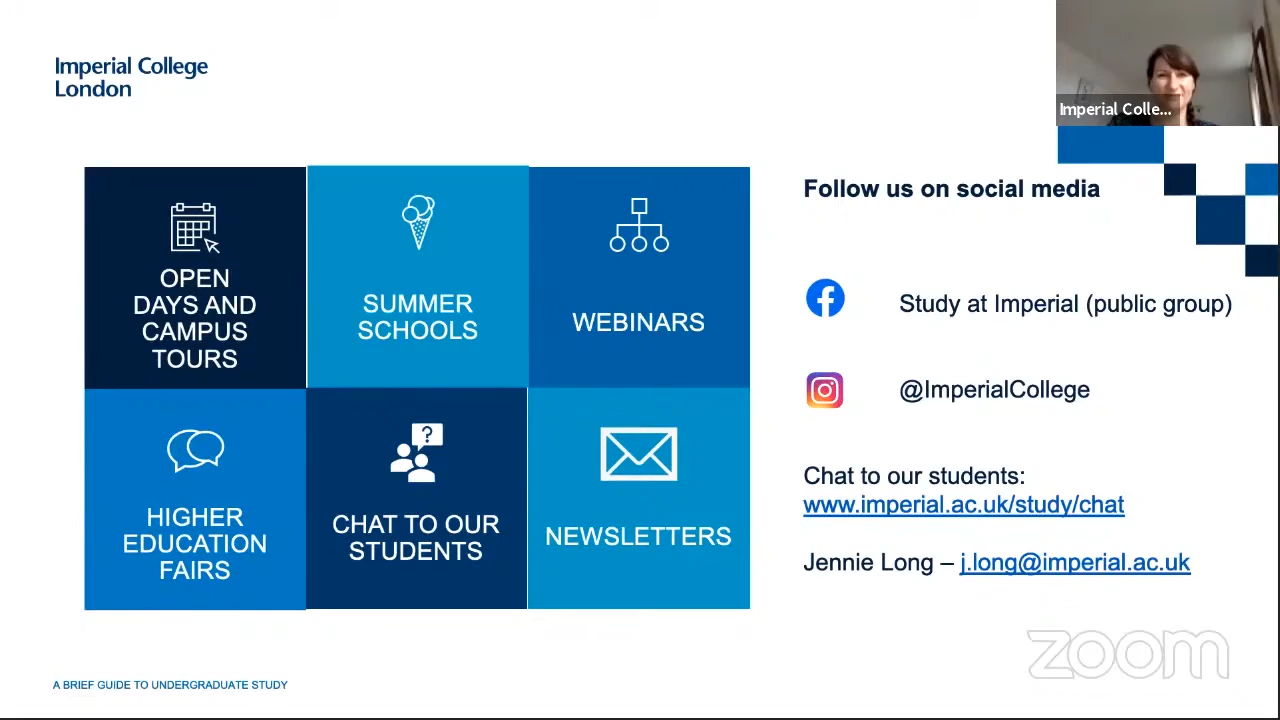 Imperial College
London
Imperial Colle...
OPEN
DAYS AND
CAMPUS
TOURS
SUMMER
SCHOOLS
WEBINARS
HIGHER
EDUCATION
FAIRS
?
CHAT TO OUR
STUDENTS
NEWSLETTERS
Follow us on social media
Study at Imperial (public group)
@ImperialCollege
Chat to our students:
www.imperial.ac.uk/study/chat
Jennie Long – j.long@imperial.ac.uk
zoom
A BRIEF GUIDE TO UNDERGRADUATE STUDY